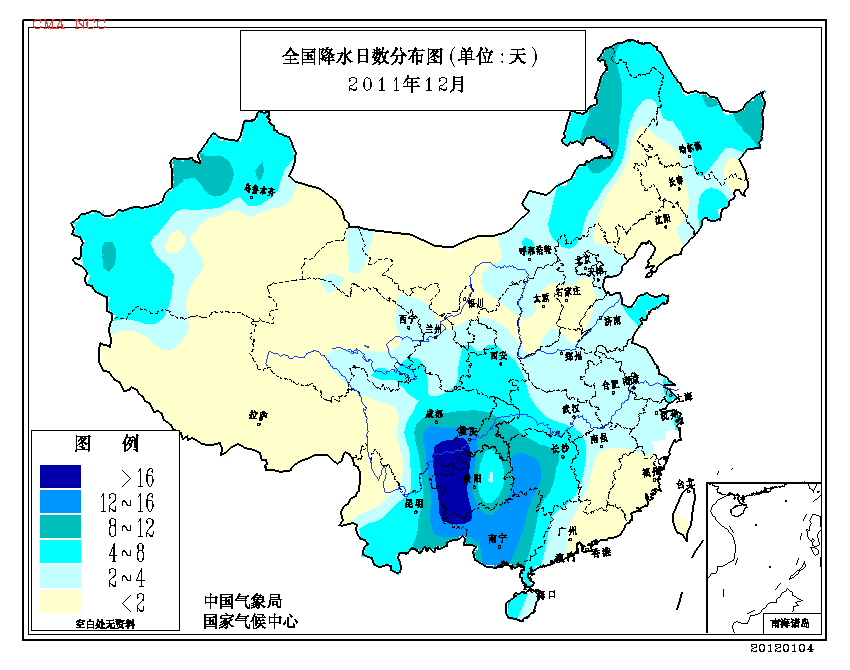 CMA NCC
全国降水日数分布图(单位:天)
2011年12月
哈尔滨
长春
沈阳
乌鲁木齐
呼和浩特
北京
天津
银川
太原
石家庄
西宁
兰州
济南
西安
郑州
合肥
南京
上海
拉萨
成都
武汉
杭州
重庆
长沙
南昌
贵阳
福州
台北
昆明
广州
南宁
澳门
香港
海口
图 例
>16
12~16
8~12
4~8
2~4
<2
空白处无资料
中国气象局
国家气候中心
南海诸岛
20120104